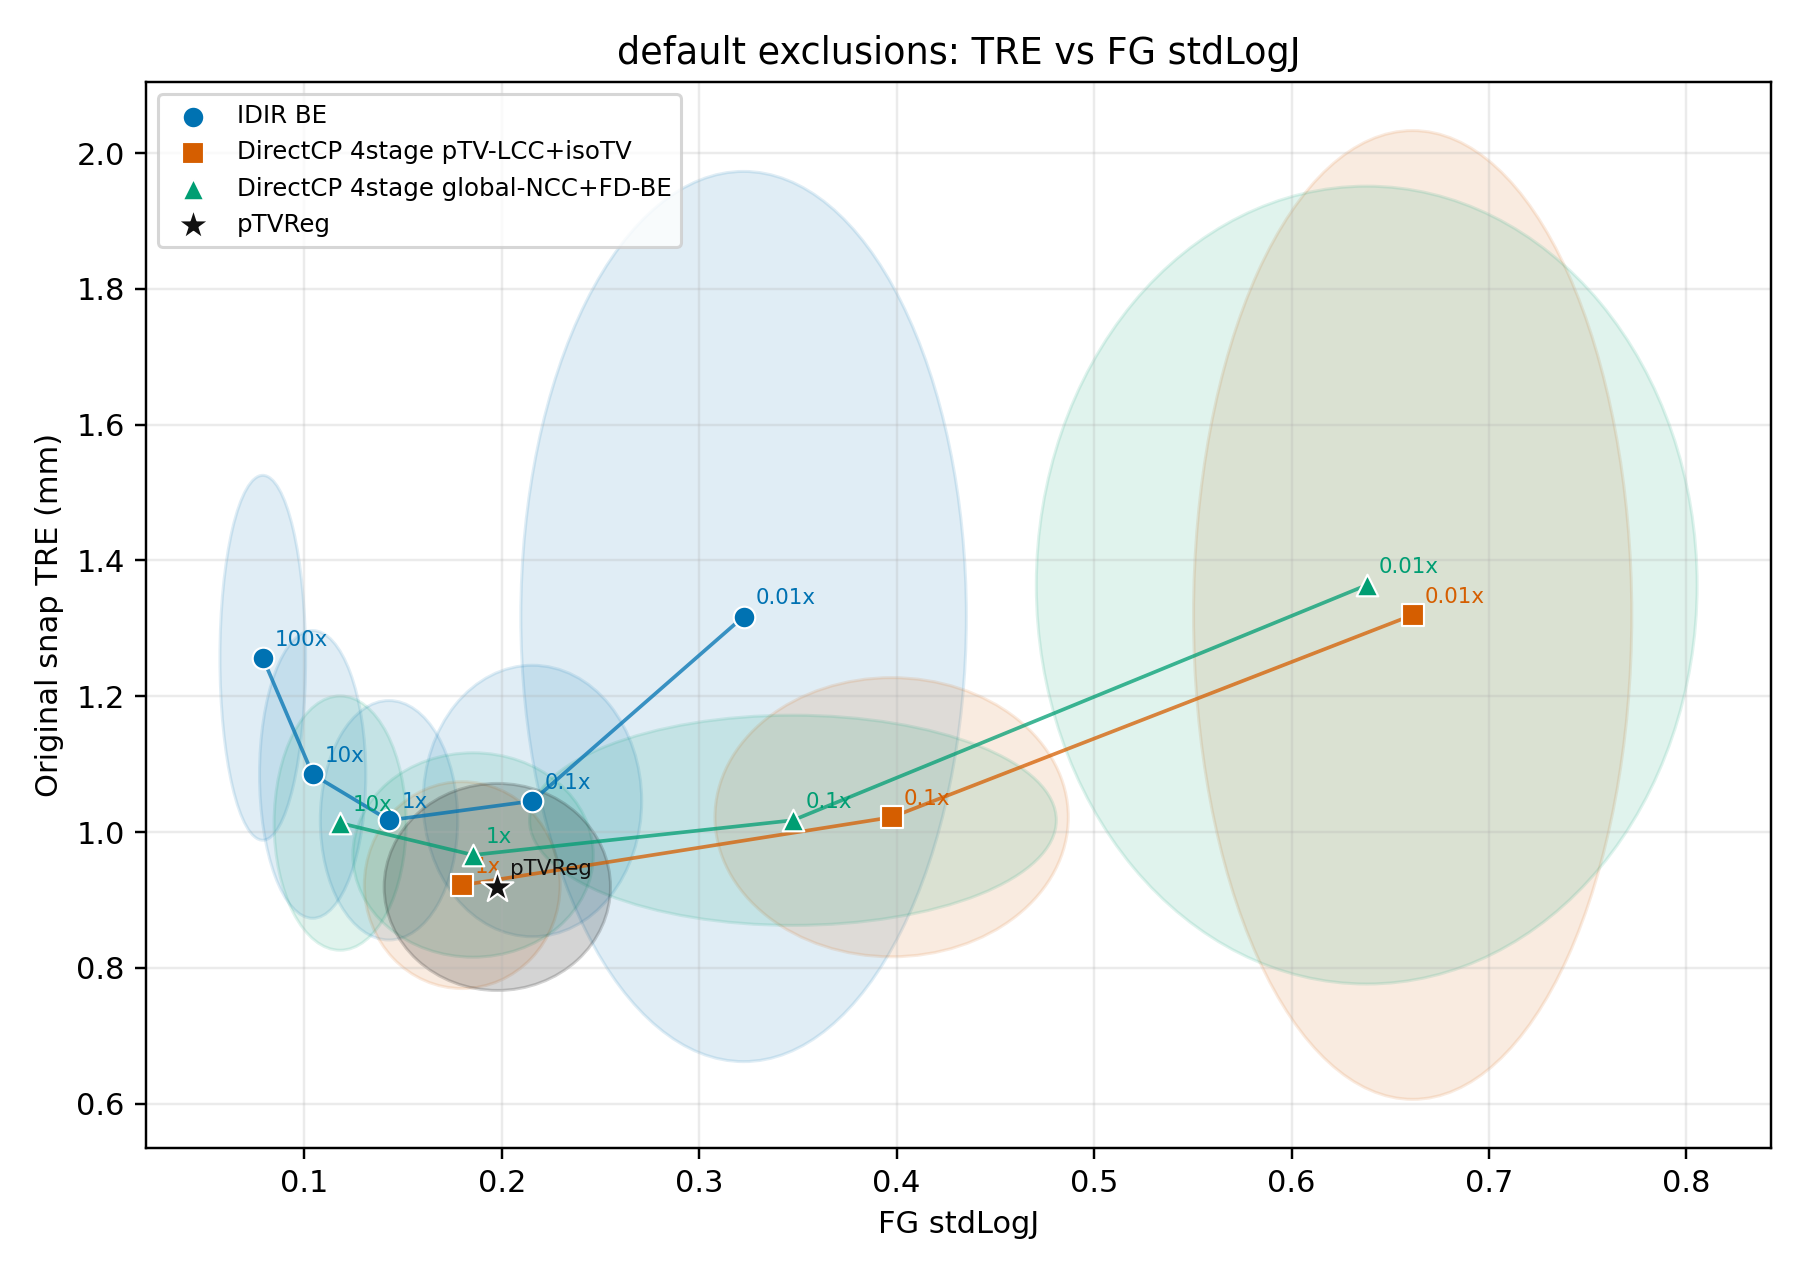 default exclusions: TRE vs FG stdLogJ
IDIR BE
DirectCP 4stage pTV-LCC+isoTV
DirectCP 4stage global-NCC+FD-BE
pTVReg
Original snap TRE (mm)
2.0
1.8
1.6
1.4
1.2
1.0
0.8
0.6
0.01x
0.01x
0.01x
100x
10x
0.1x
10x
1x
0.1x
0.1x
1x
1x
pTVReg
0.1
0.2
0.3
0.4
0.5
0.6
0.7
0.8
FG stdLogJ